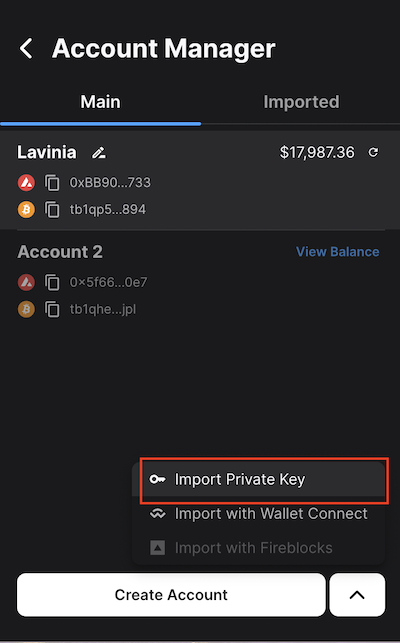 Account Manager
Main Imported
Lavinia $17,987.36
0xBB90...733
tb1qp5...894
Account 2 View Balance
0x5f66...0e7
tb1qhe...jpl
Import Private Key
Import with Wallet Connect
Import with Fireblocks
Create Account